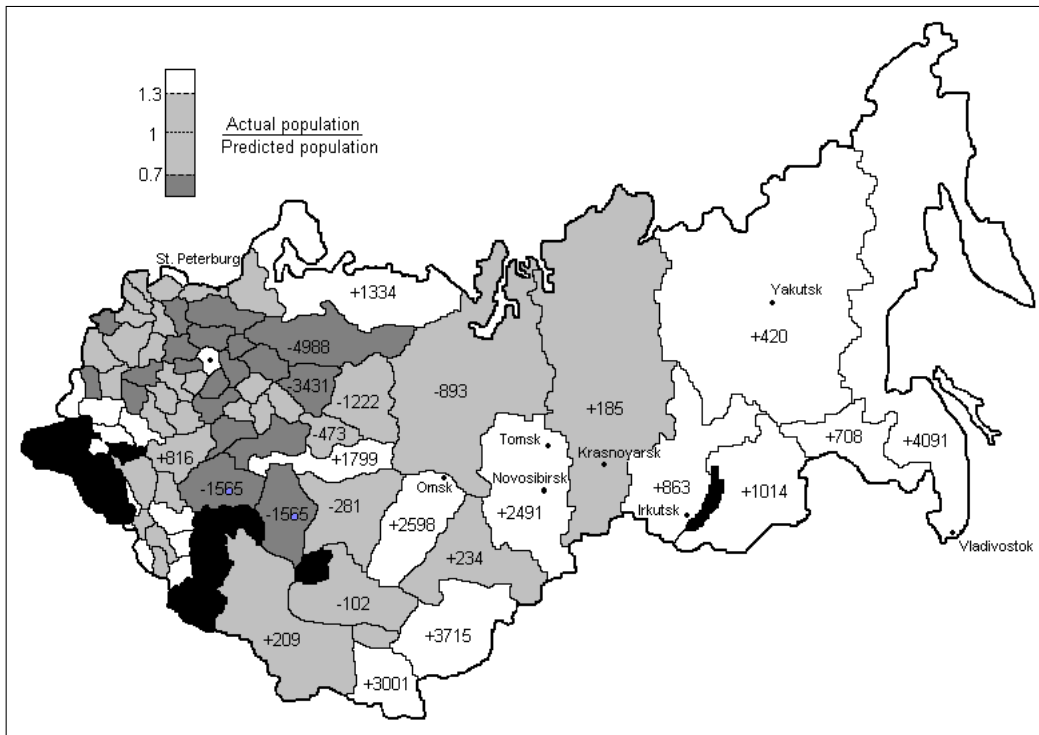 1.3
1
0.7
Actual population
Predicted population
St. Peterburg
+1334
Yakutsk
+420
-4988
-3431
-1222
-893
+185
-473
+816
+1799
Tomsk
Krasnoyarsk
+708
+4091
-1565
-1565
-281
Omsk
+2598
Novosibirsk
+2491
+863
Irkutsk
+1014
Vladivostok
+234
-102
+209
+3715
+3001